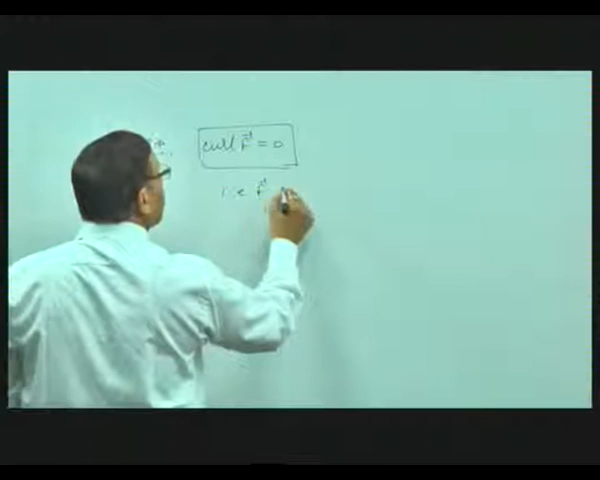 curl F⃗ = 0
i.e F⃗